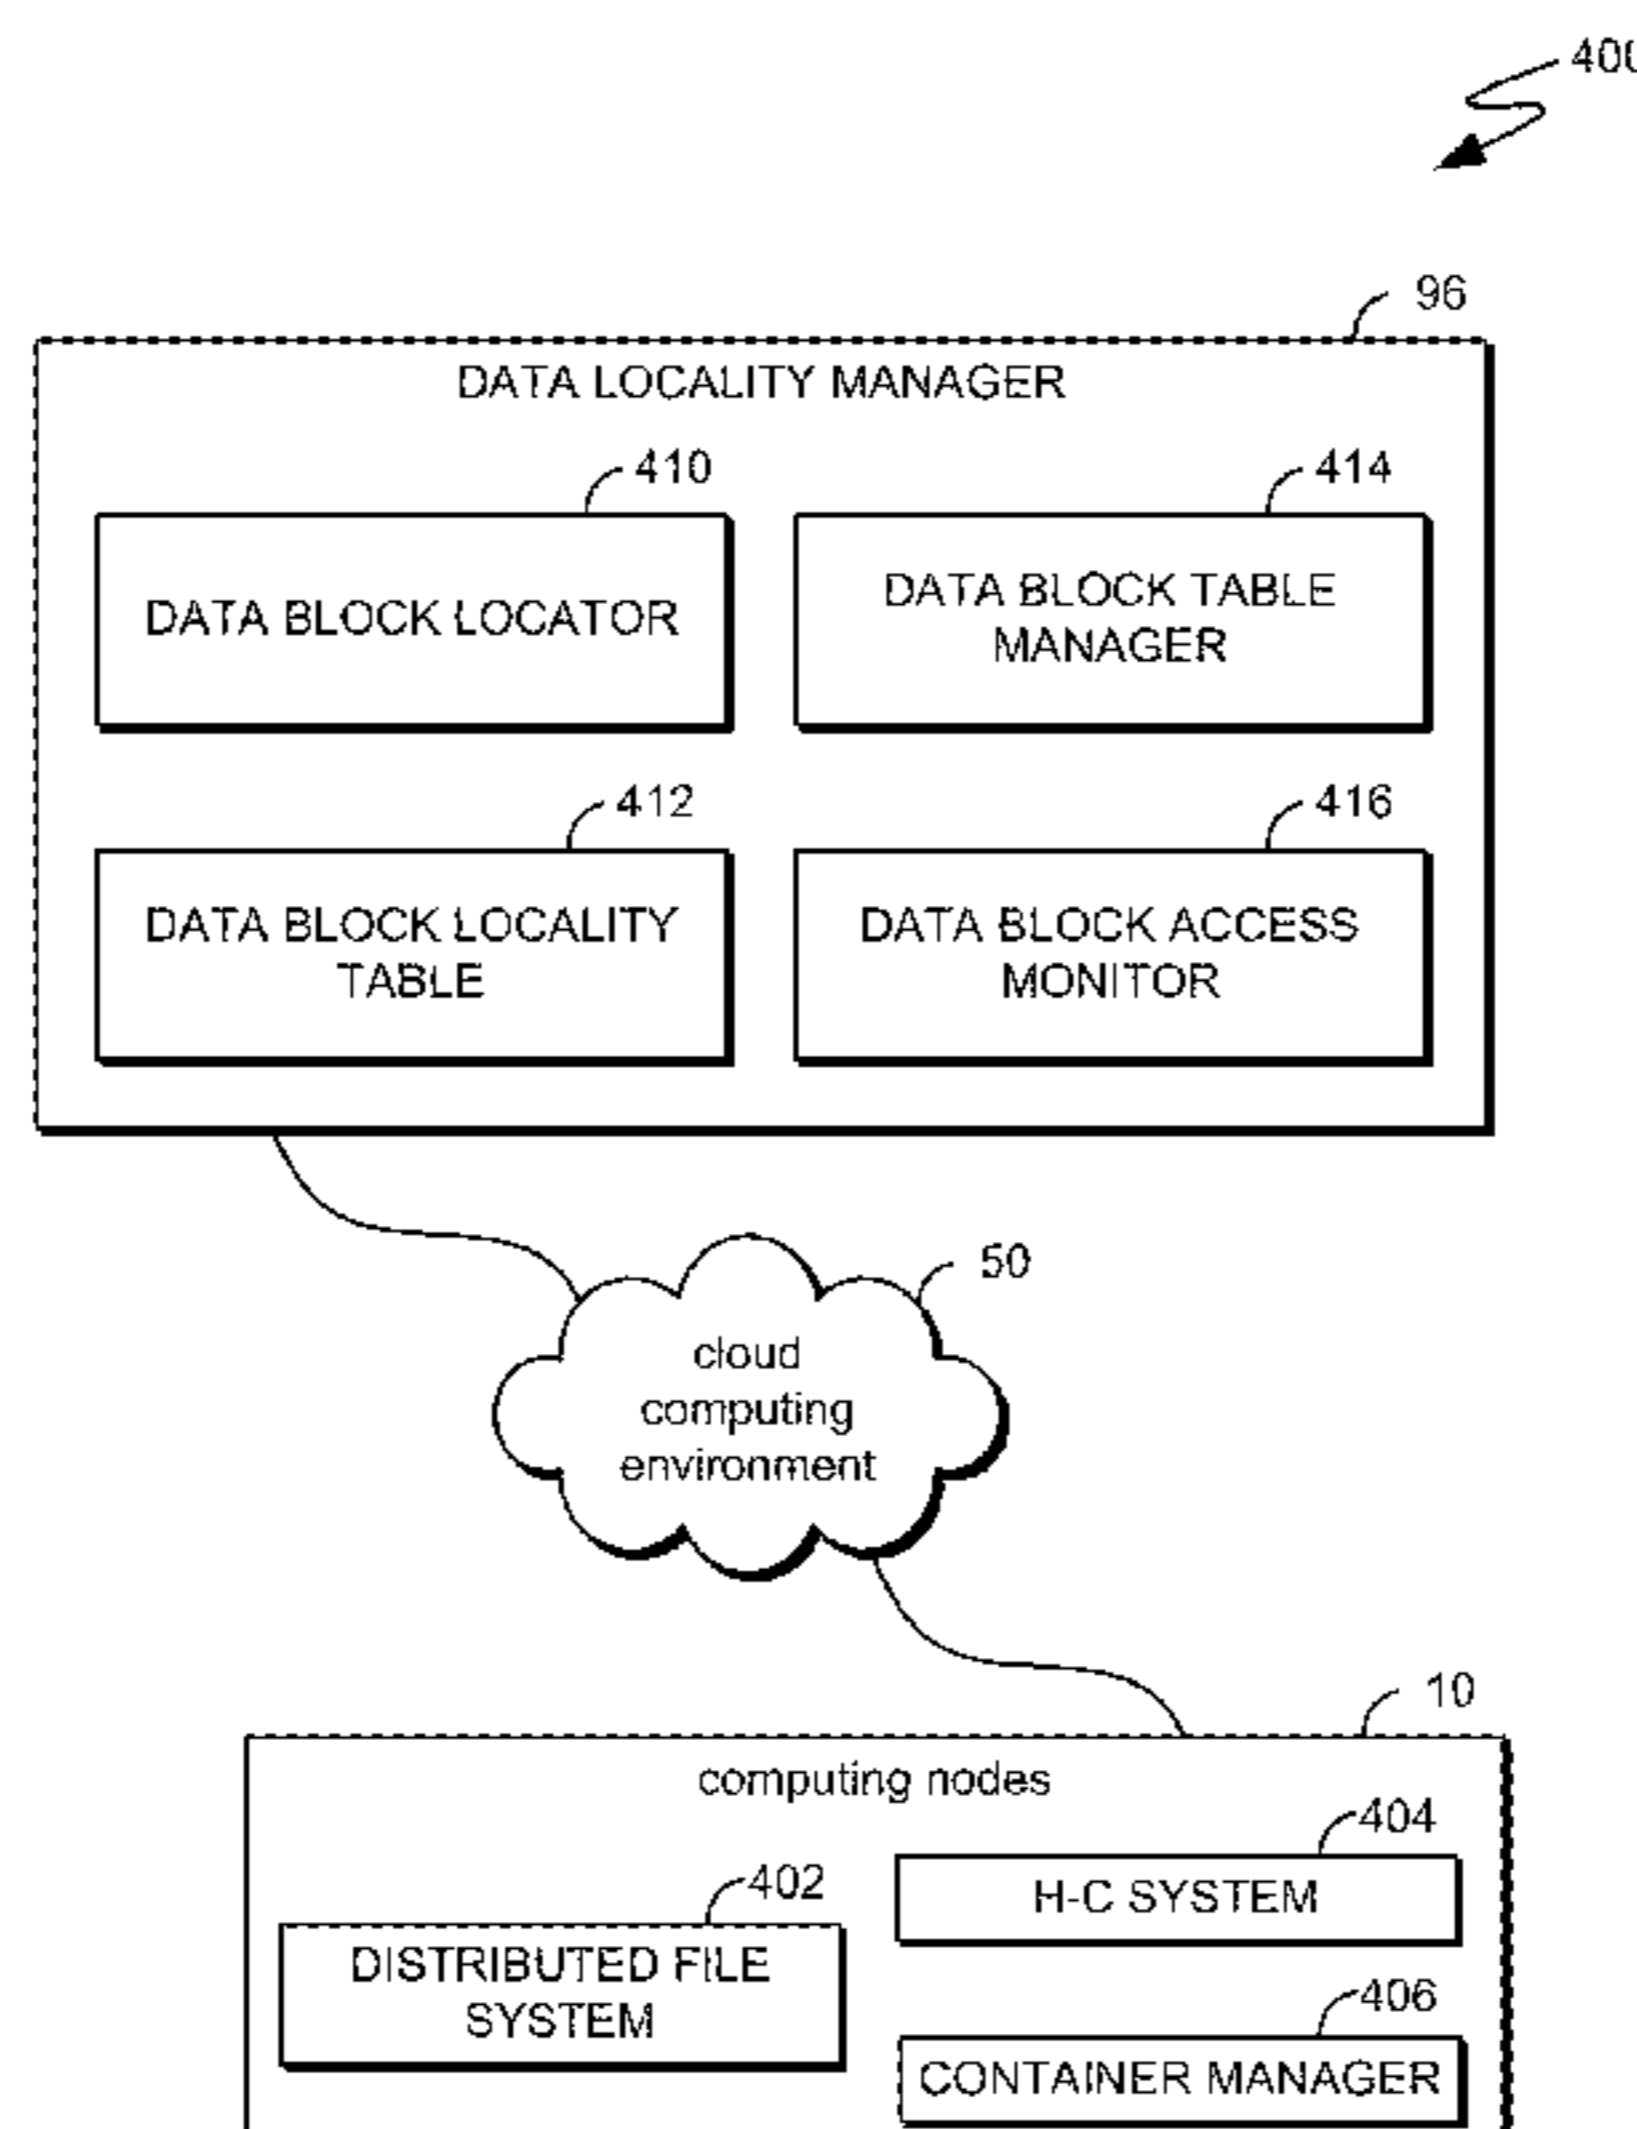 400
96
DATA LOCALITY MANAGER
410
414
DATA BLOCK LOCATOR
DATA BLOCK TABLE
MANAGER
412
416
DATA BLOCK LOCALITY
TABLE
DATA BLOCK ACCESS
MONITOR
50
cloud
computing
environment
10
computing nodes
404
H-C SYSTEM
402
DISTRIBUTED FILE
SYSTEM
406
CONTAINER MANAGER